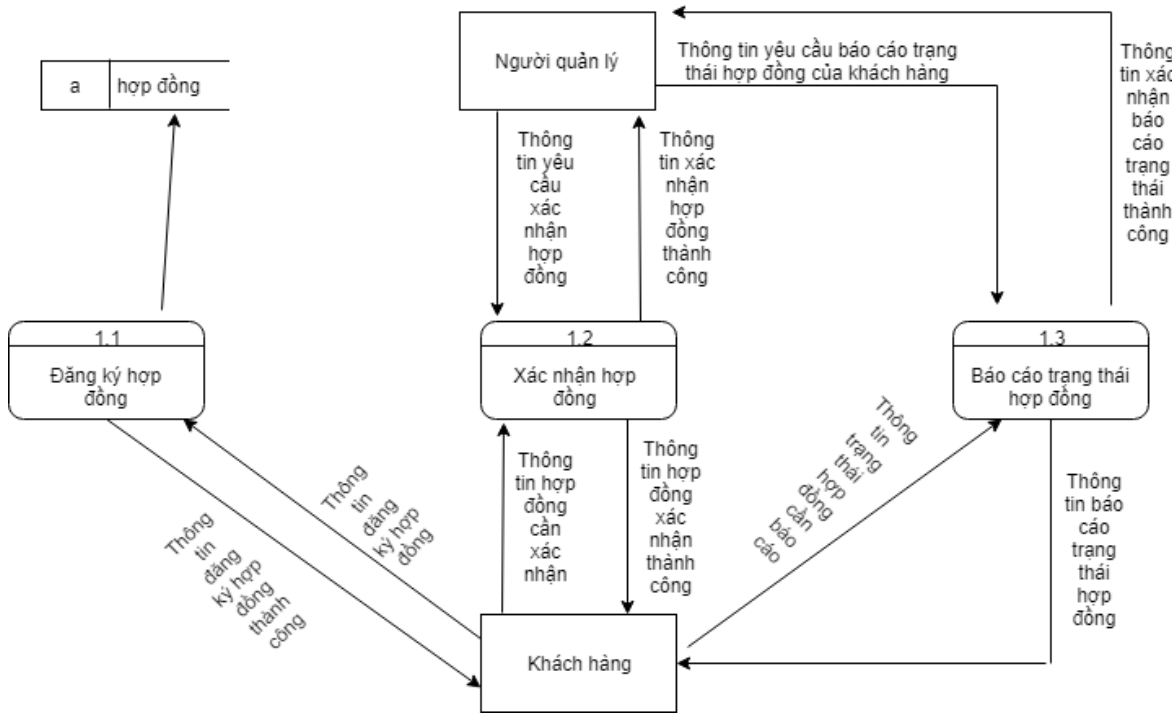 a
hợp đồng
Người quản lý
Thông tin yêu cầu báo cáo trạng
thái hợp đồng của khách hàng
Thông
tin xác
nhận
báo
cáo
trạng
thái
thành
công
Thông
tin yêu
cầu
xác
nhận
hợp
đồng
Thông
tin xác
nhận
hợp
đồng
thành
công
1.1
Đăng ký hợp
đồng
1.2
Xác nhận hợp
đồng
1.3
Báo cáo trạng thái
hợp đồng
Thông
tin
đăng
ký hợp
đồng
thành
công
Thông
tin
đăng
ký hợp
đồng
Thông
tin hợp
đồng
cần
xác
nhận
Thông
tin hợp
đồng
xác
nhận
thành
công
Thông
tin
trạng
thái
hợp
đồng
cần
báo
cáo
Thông
tin báo
cáo
trạng
thái
hợp
đồng
Khách hàng